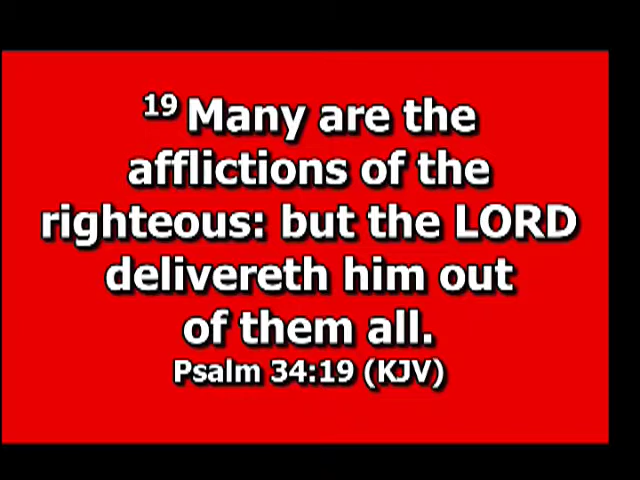 19 Many are the
afflictions of the
righteous: but the LORD
delivereth him out
of them all.
Psalm 34:19 (KJV)